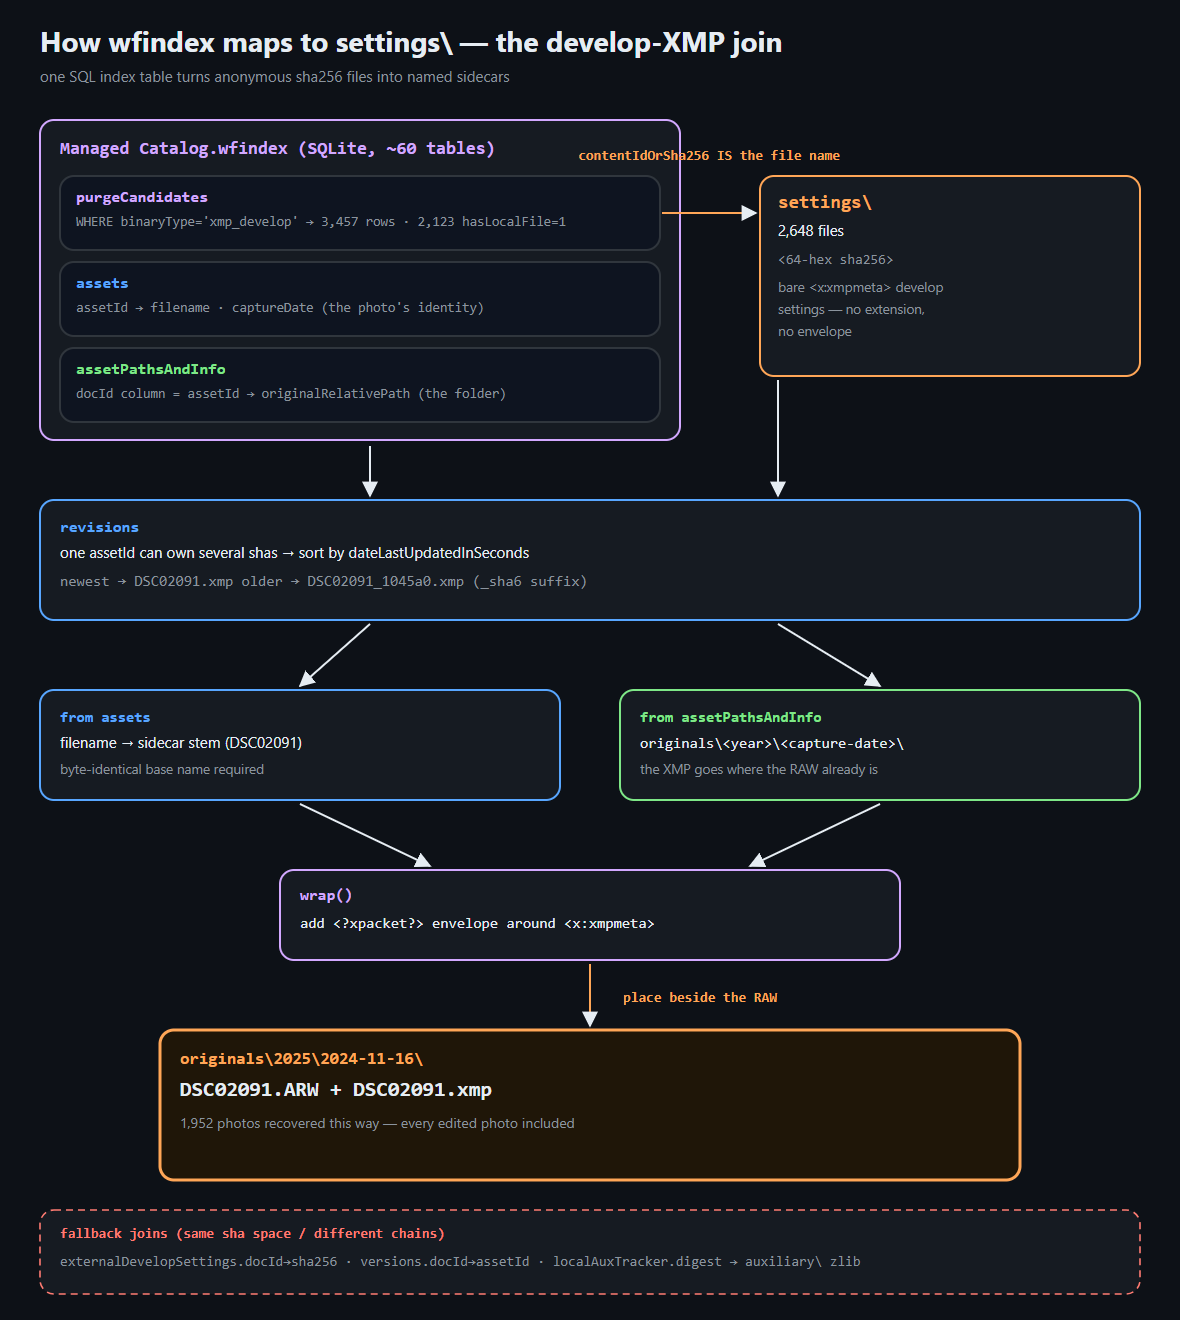 How wfindex maps to settings\ — the develop-XMP join
one SQL index table turns anonymous sha256 files into named sidecars
Managed Catalog.wfindex (SQLite, ~60 tables)
contentIdOrSha256 IS the file name
purgeCandidates
WHERE binaryType='xmp_develop' → 3,457 rows · 2,123 hasLocalFile=1
assets
assetId → filename · captureDate (the photo's identity)
assetPathsAndInfo
docId column = assetId → originalRelativePath (the folder)
settings\
2,648 files
<64-hex sha256>
bare <x:xmpmeta> develop
settings — no extension,
no envelope
revisions
one assetId can own several shas → sort by dateLastUpdatedInSeconds
newest → DSC02091.xmp older → DSC02091_1045a0.xmp (_sha6 suffix)
from assets
filename → sidecar stem (DSC02091)
byte-identical base name required
from assetPathsAndInfo
originals\<year>\<capture-date>\
the XMP goes where the RAW already is
wrap()
add <?xpacket?> envelope around <x:xmpmeta>
place beside the RAW
originals\2025\2024-11-16\
DSC02091.ARW + DSC02091.xmp
1,952 photos recovered this way — every edited photo included
fallback joins (same sha space / different chains)
externalDevelopSettings.docId→sha256 · versions.docId→assetId · localAuxTracker.digest → auxiliary\ zlib